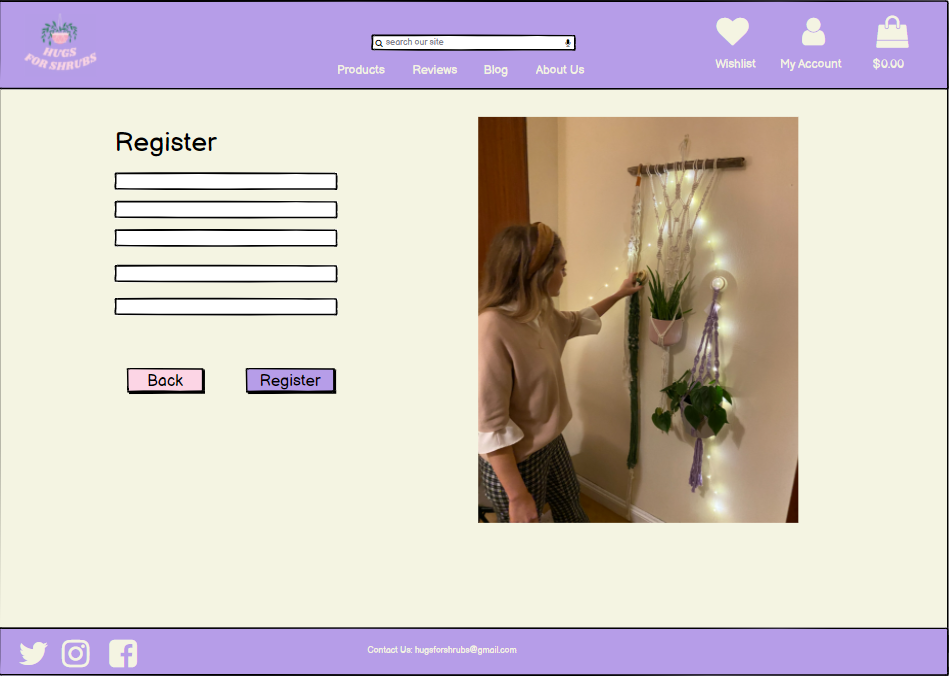 HUGS
FOR SHRUBS
search our site
Products Reviews Blog About Us
Wishlist My Account $0.00
Register
Back Register
Contact Us: hugsforshrubs@gmail.com